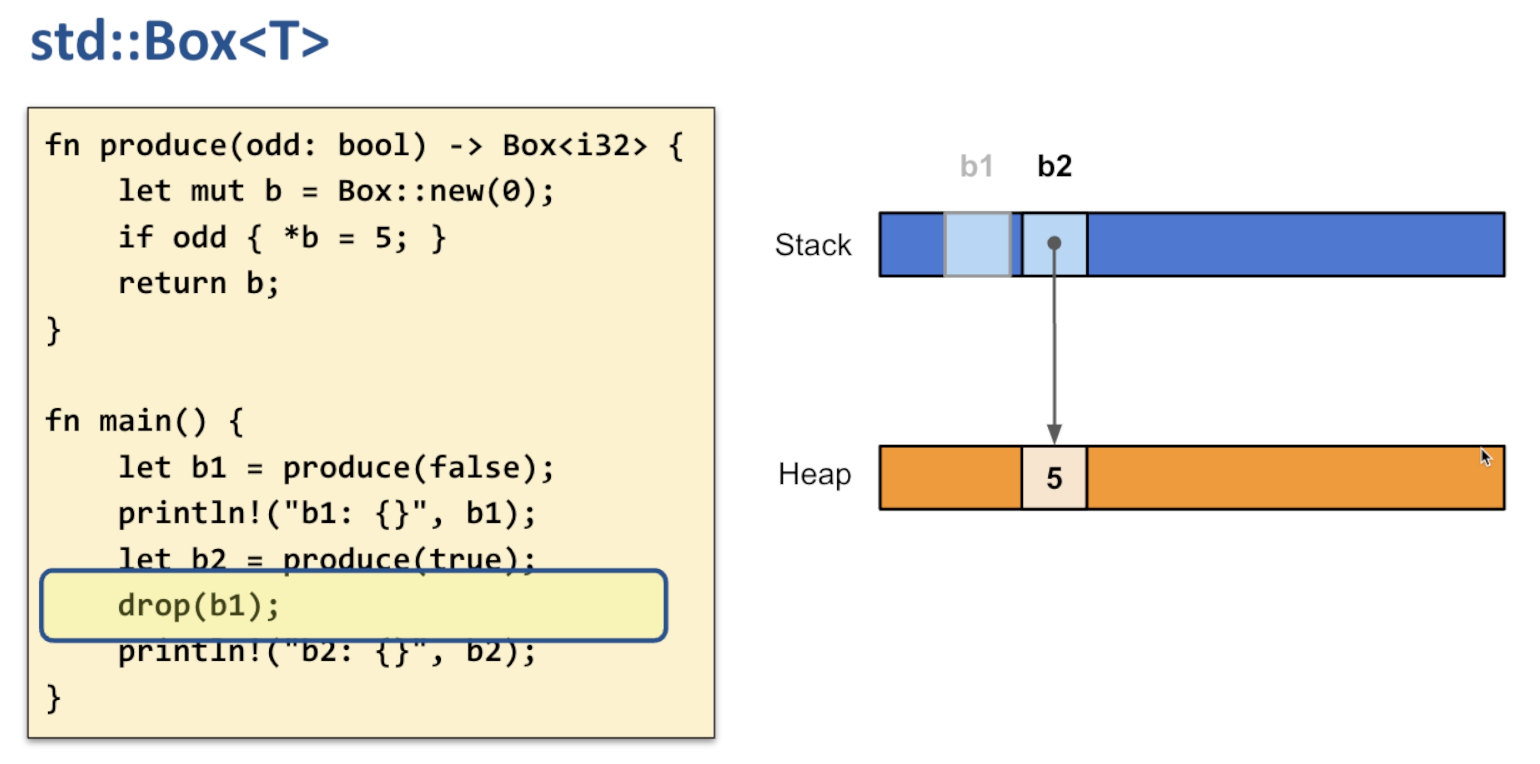 std::Box<T>
fn produce(odd: bool) -> Box<i32> {
    let mut b = Box::new(0);
    if odd { *b = 5; }
    return b;
}
fn main() {
    let b1 = produce(false);
    println!("b1: {}", b1);
    let b2 = produce(true);
    drop(b1);
    println!("b2: {}", b2);
}
b1 b2
Stack
Heap 5